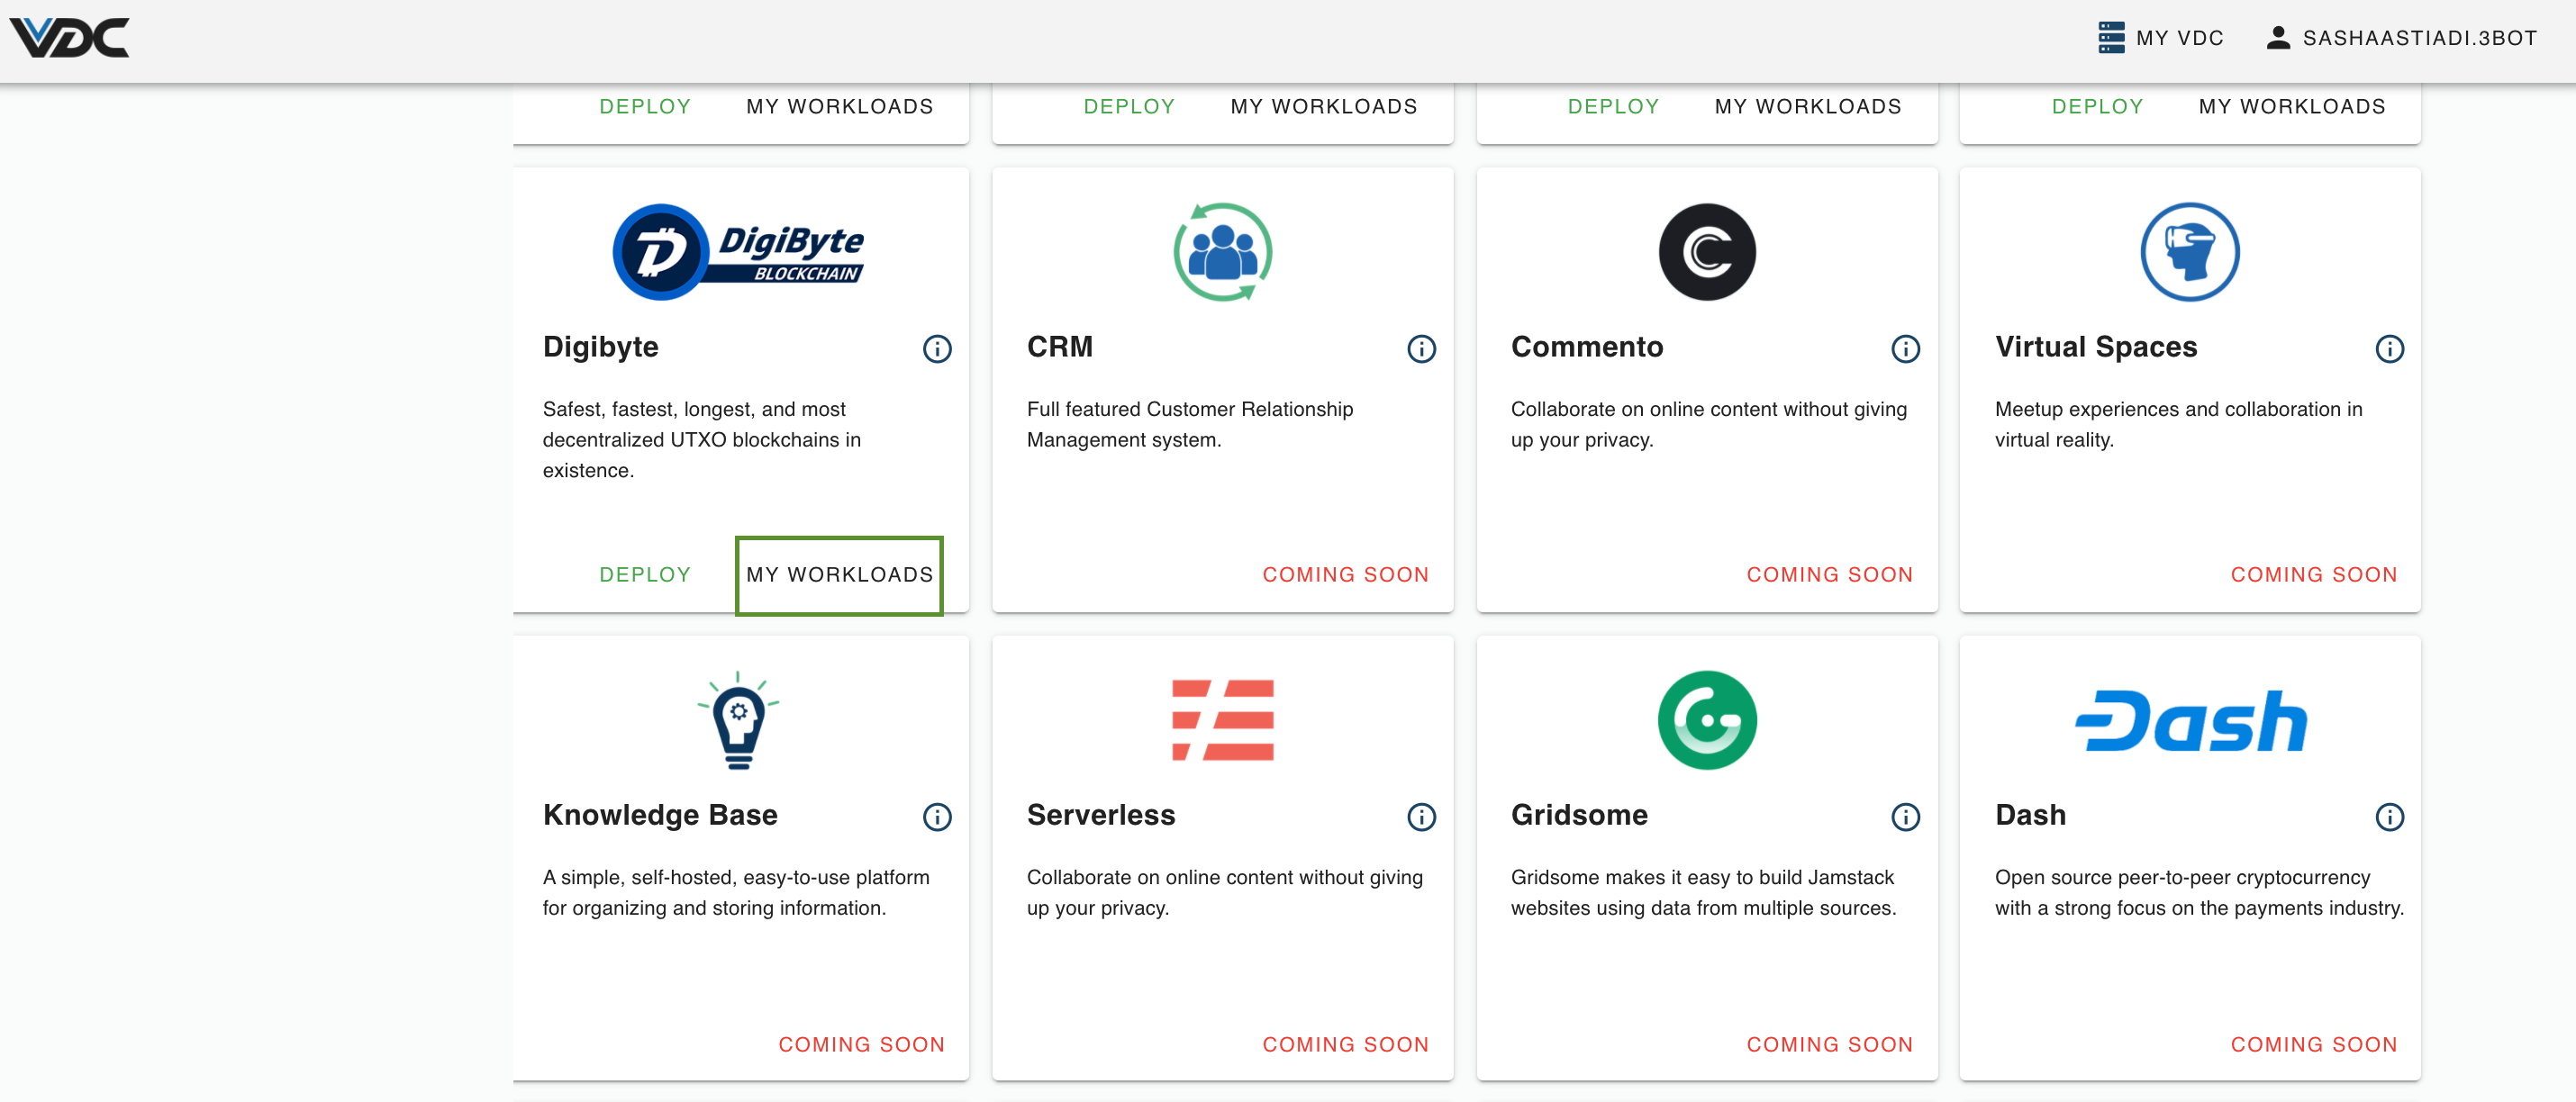 VDC
MY VDC
SASHAASTIADI.3BOT
DEPLOY MY WORKLOADS
DEPLOY MY WORKLOADS
DEPLOY MY WORKLOADS
DEPLOY MY WORKLOADS
DigiByte
BLOCKCHAIN
Digibyte
Safest, fastest, longest, and most
decentralized UTXO blockchains in
existence.
DEPLOY MY WORKLOADS
CRM
Full featured Customer Relationship
Management system.
COMING SOON
Commento
Collaborate on online content without giving
up your privacy.
COMING SOON
Virtual Spaces
Meetup experiences and collaboration in
virtual reality.
COMING SOON
Knowledge Base
A simple, self-hosted, easy-to-use platform
for organizing and storing information.
COMING SOON
Serverless
Collaborate on online content without giving
up your privacy.
COMING SOON
Gridsome
Gridsome makes it easy to build Jamstack
websites using data from multiple sources.
COMING SOON
Dash
Dash
Open source peer-to-peer cryptocurrency
with a strong focus on the payments industry.
COMING SOON